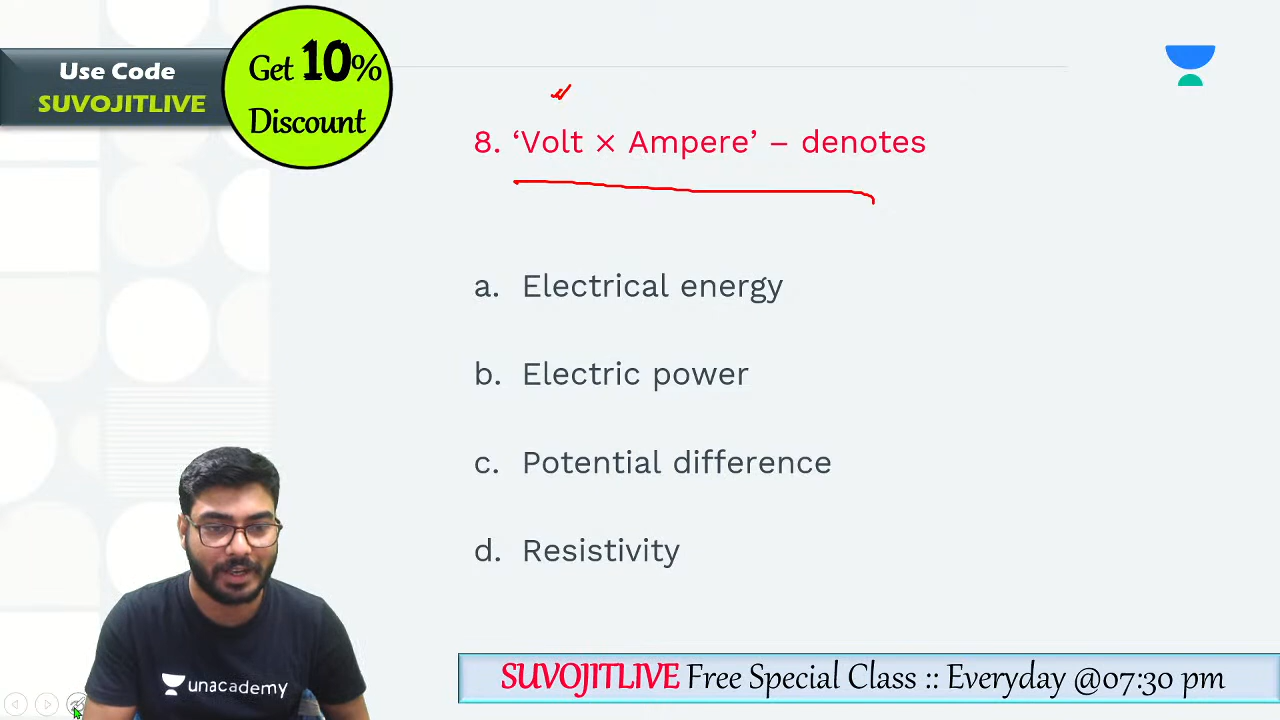 Use Code
SUVOJITLIVE
Get 10%
Discount
8. ‘Volt × Ampere’ – denotes
a. Electrical energy
b. Electric power
c. Potential difference
d. Resistivity
unacademy
SUVOJITLIVE Free Special Class :: Everyday @07:30 pm